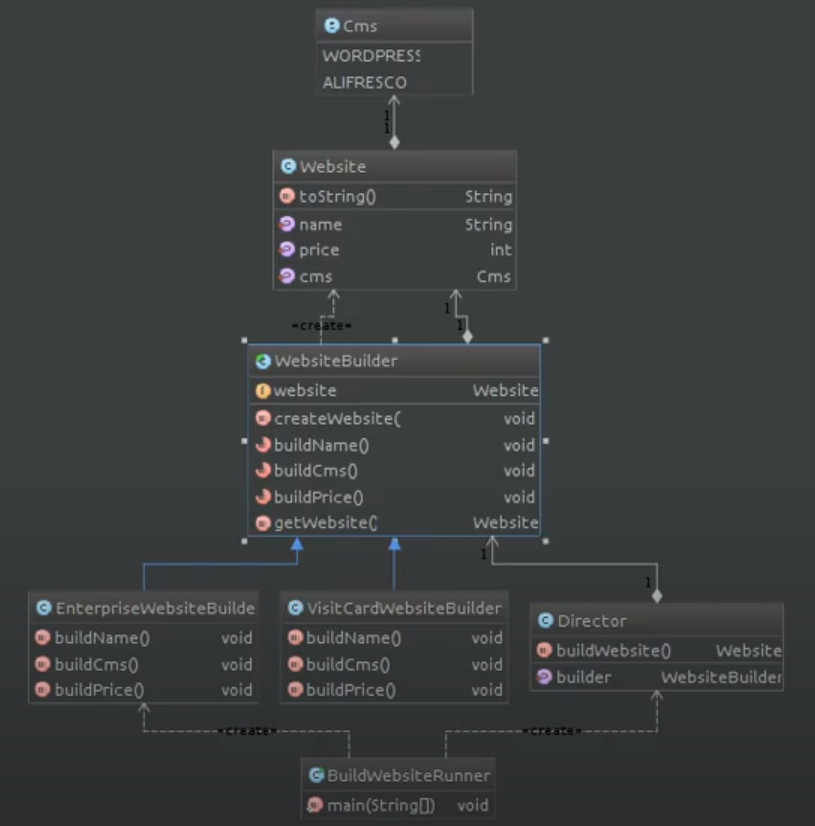 Cms
WORDPRESS
ALIFRESCO
1
1
Website
toString() String
name String
price int
cms Cms
«create»
1
1
WebsiteBuilder
website Website
createWebsite( void
buildName() void
buildCms() void
buildPrice() void
getWebsite( Website
1
1
EnterpriseWebsiteBuilde
buildName() void
buildCms() void
buildPrice() void
VisitCardWebsiteBuilder
buildName() void
buildCms() void
buildPrice() void
Director
buildWebsite() Website
builder WebsiteBuilder
«create»
«create»
BuildWebsiteRunner
main(String[]) void